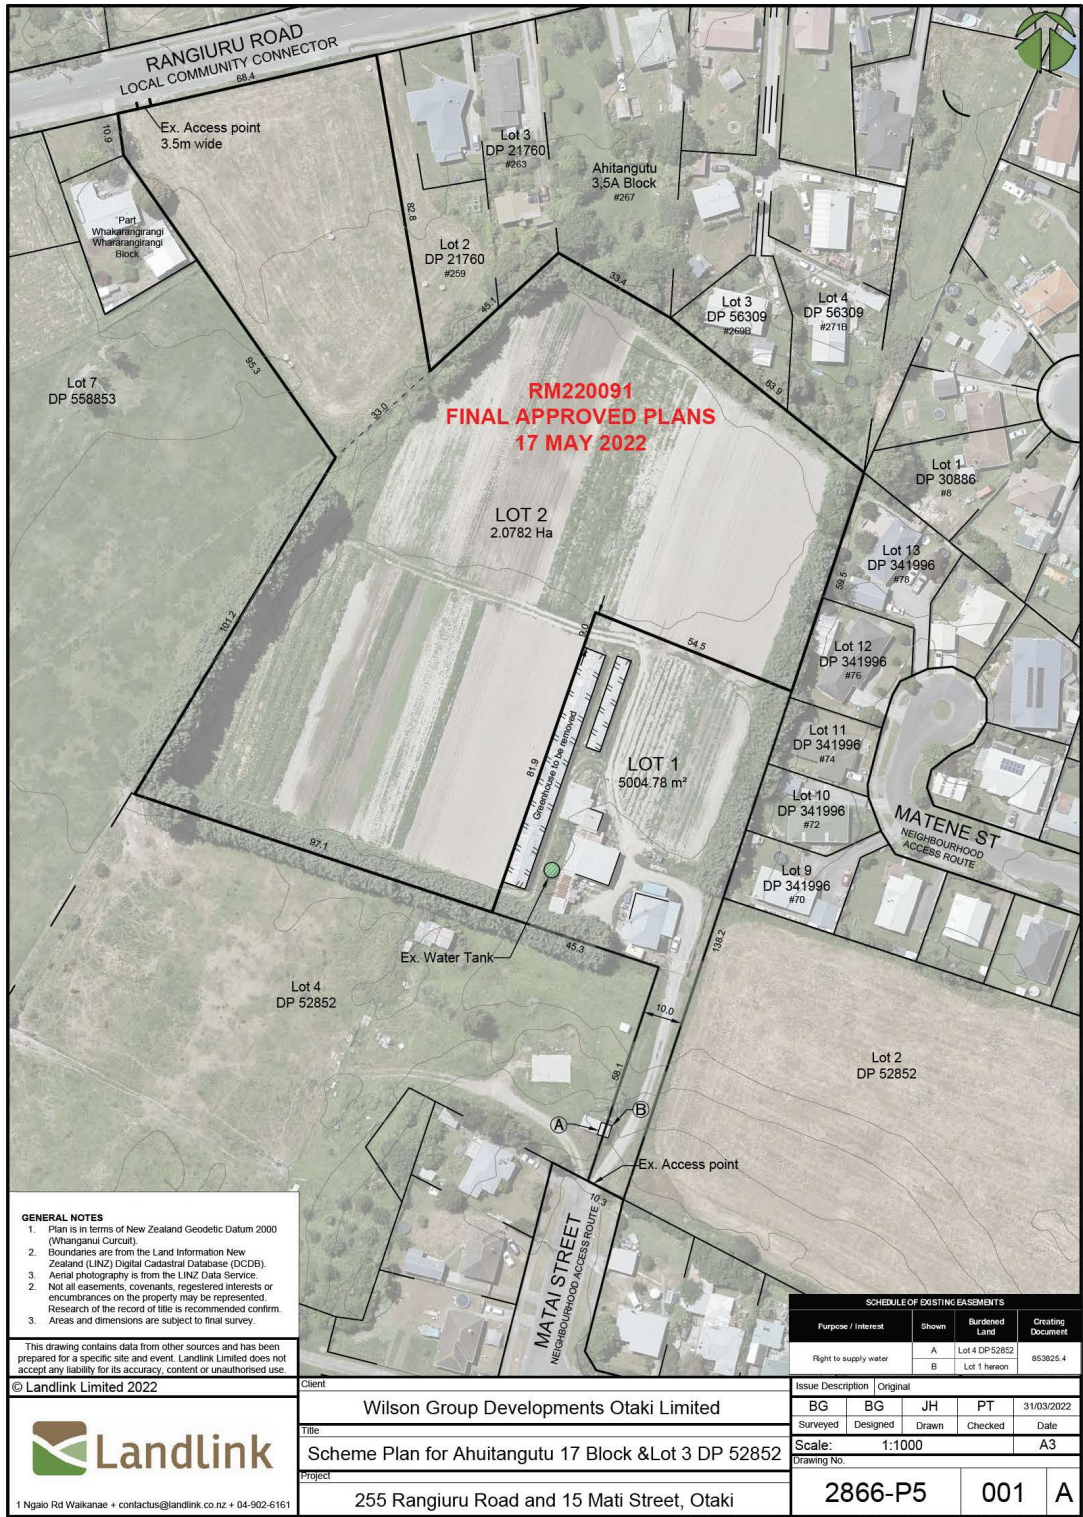 RANGIURU ROAD
LOCAL COMMUNITY CONNECTOR
68.4
Ex. Access point
3.5m wide
10.9
Part
Whakarangirangi
Whararangirangi
Block
Lot 3
DP 21760
#263
Ahitangutu
3,5A Block
#267
82.8
Lot 2
DP 21760
#259
45.1
33.4
Lot 3
DP 56309
#269B
Lot 4
DP 56309
#271B
95.3
Lot 7
DP 558853
33.0
63.9
RM220091
FINAL APPROVED PLANS
17 MAY 2022
Lot 1
DP 30886
#8
LOT 2
2.0782 Ha
Lot 13
DP 341996
#78
59.5
101.2
9.0
54.5
Lot 12
DP 341996
#76
Lot 11
DP 341996
#74
81.9
Greenhouse to be removed
LOT 1
5004.78 m²
Lot 10
DP 341996
#72
MATENE ST
NEIGHBOURHOOD
ACCESS ROUTE
97.1
Lot 9
DP 341996
#70
Ex. Water Tank
45.3
138.2
Lot 4
DP 52852
10.0
Lot 2
DP 52852
58.1
A
B
Ex. Access point
10.3
MATAI STREET
NEIGHBOURHOOD ACCESS ROUTE
GENERAL NOTES
1. Plan is in terms of New Zealand Geodetic Datum 2000
(Whanganui Curcuit).
2. Boundaries are from the Land Information New
Zealand (LINZ) Digital Cadastral Database (DCDB).
3. Aerial photography is from the LINZ Data Service.
2. Not all easements, covenants, regestered interests or
encumbrances on the property may be represented.
Research of the record of title is recommended confirm.
3. Areas and dimensions are subject to final survey.
This drawing contains data from other sources and has been
prepared for a specific site and event. Landlink Limited does not
accept any liability for its accuracy, content or unauthorised use.
© Landlink Limited 2022
Landlink
1 Ngaio Rd Waikanae + contactus@landlink.co.nz + 04-902-6161
Client
Wilson Group Developments Otaki Limited
Title
Scheme Plan for Ahuitangutu 17 Block &Lot 3 DP 52852
Project
255 Rangiuru Road and 15 Mati Street, Otaki
SCHEDULE OF EXISTING EASEMENTS
Purpose / Interest Shown Burdened Land Creating Document
Right to supply water A Lot 4 DP 52852 853825.4
B Lot 1 hereon
Issue Description Original
BG BG JH PT 31/03/2022
Surveyed Designed Drawn Checked Date
Scale: 1:1000 A3
Drawing No.
2866-P5 001 A